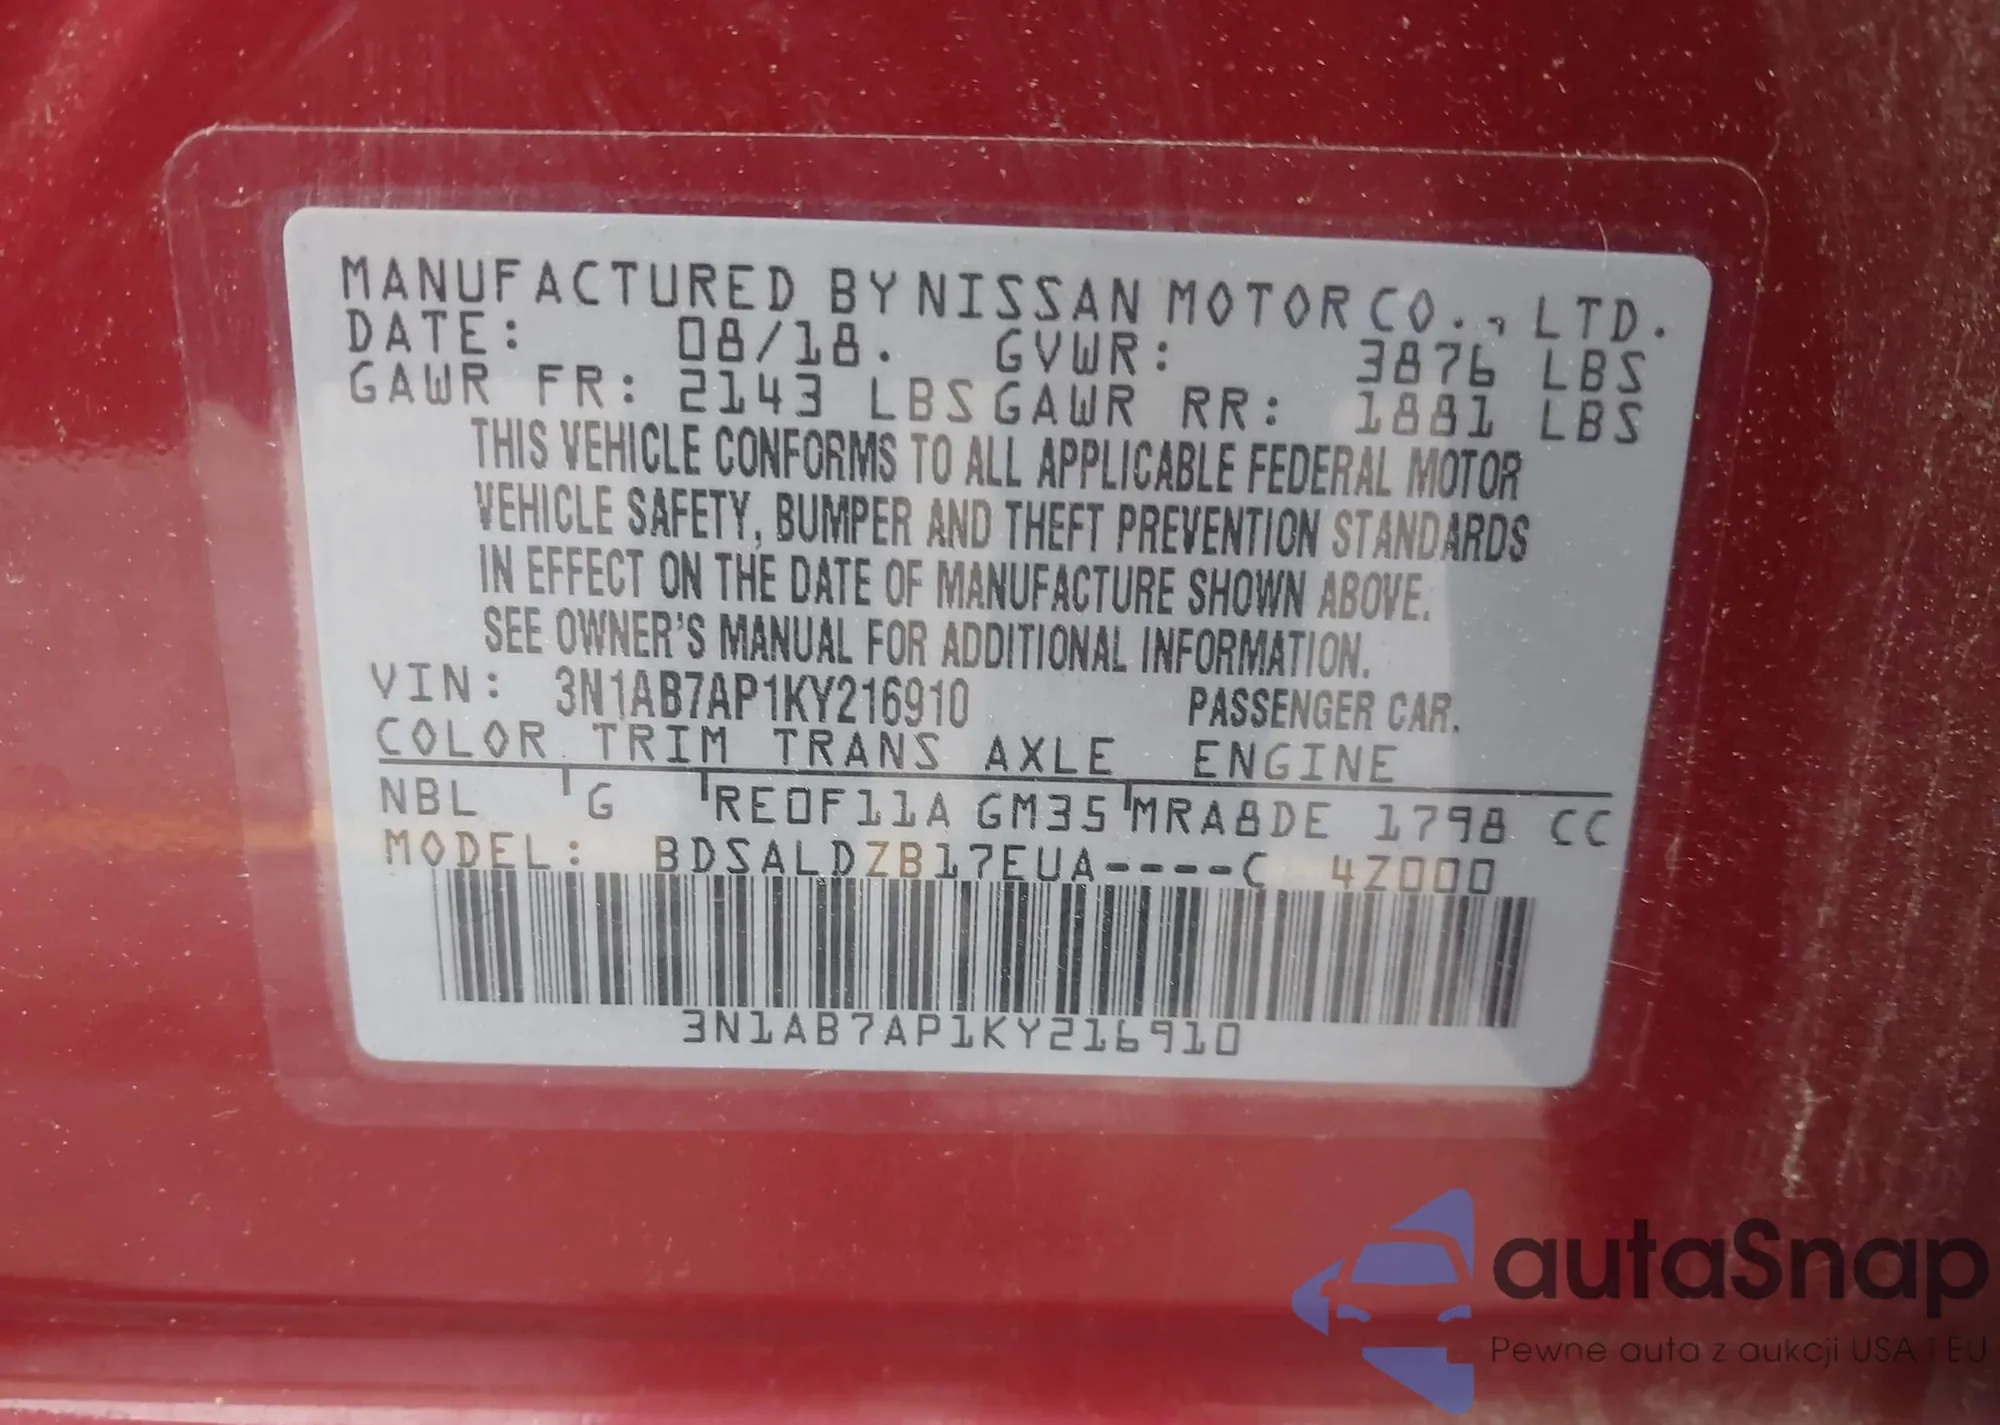 MANUFACTURED BY NISSAN MOTOR CO., LTD.
DATE: 08/18. GVWR: 3876 LBS
GAWR FR: 2143 LBS GAWR RR: 1881 LBS
THIS VEHICLE CONFORMS TO ALL APPLICABLE FEDERAL MOTOR
VEHICLE SAFETY, BUMPER AND THEFT PREVENTION STANDARDS
IN EFFECT ON THE DATE OF MANUFACTURE SHOWN ABOVE.
SEE OWNER'S MANUAL FOR ADDITIONAL INFORMATION.
VIN: 3N1AB7AP1KY216910 PASSENGER CAR.
COLOR TRIM TRANS AXLE ENGINE
NBL G RE0F11A GM35 MRA8DE 1798 CC
MODEL: BDSALDZB17EUA----C 4Z000
3N1AB7AP1KY216910
autaSnap
Pewne auta z aukcji USA i EU